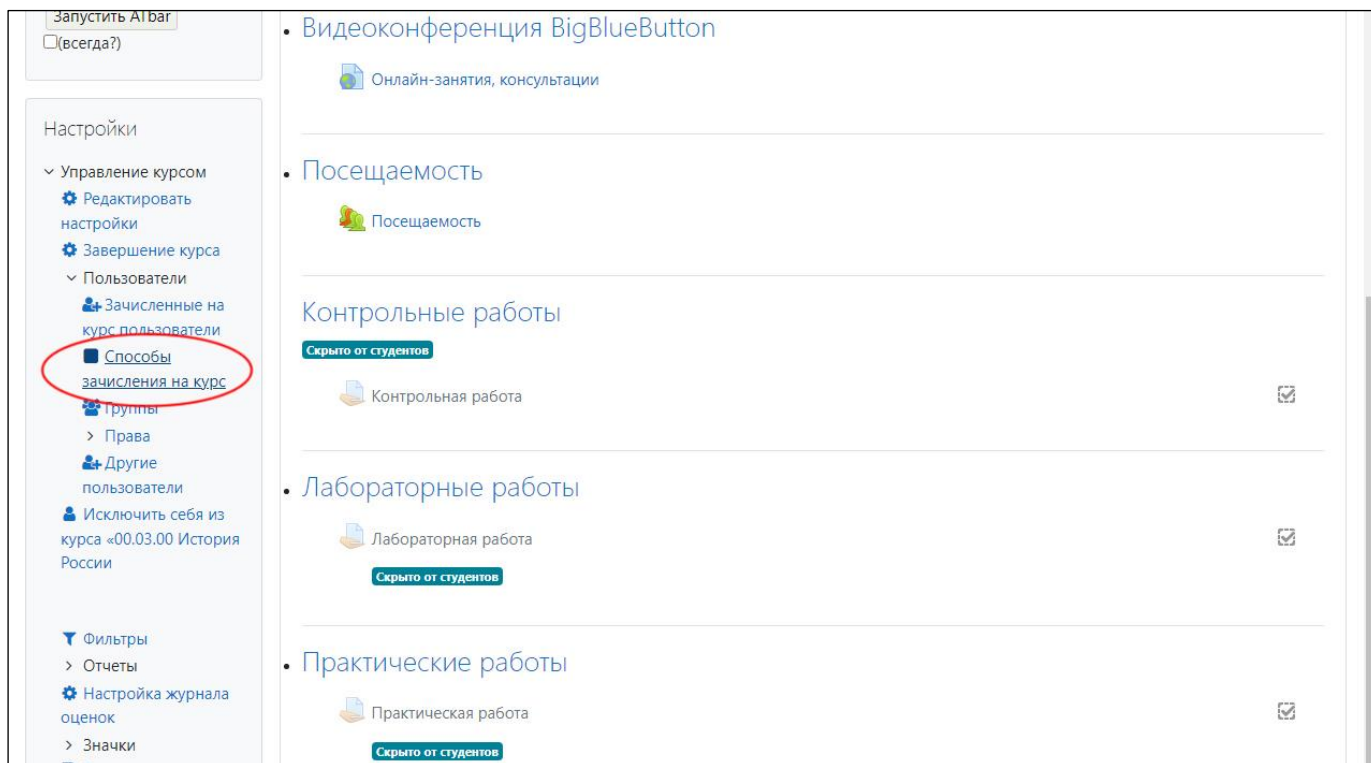 Запустить ATbar
(всегда?)
Настройки
Управление курсом
Редактировать
настройки
Завершение курса
Пользователи
Зачисленные на
курс пользователи
Способы
зачисления на курс
Группы
Права
Другие
пользователи
Исключить себя из
курса «00.03.00 История
России
Фильтры
Отчеты
Настройка журнала
оценок
Значки
Видеоконференция BigBlueButton
Онлайн-занятия, консультации
Посещаемость
Посещаемость
Контрольные работы
Скрыто от студентов
Контрольная работа
Лабораторные работы
Лабораторная работа
Скрыто от студентов
Практические работы
Практическая работа
Скрыто от студентов